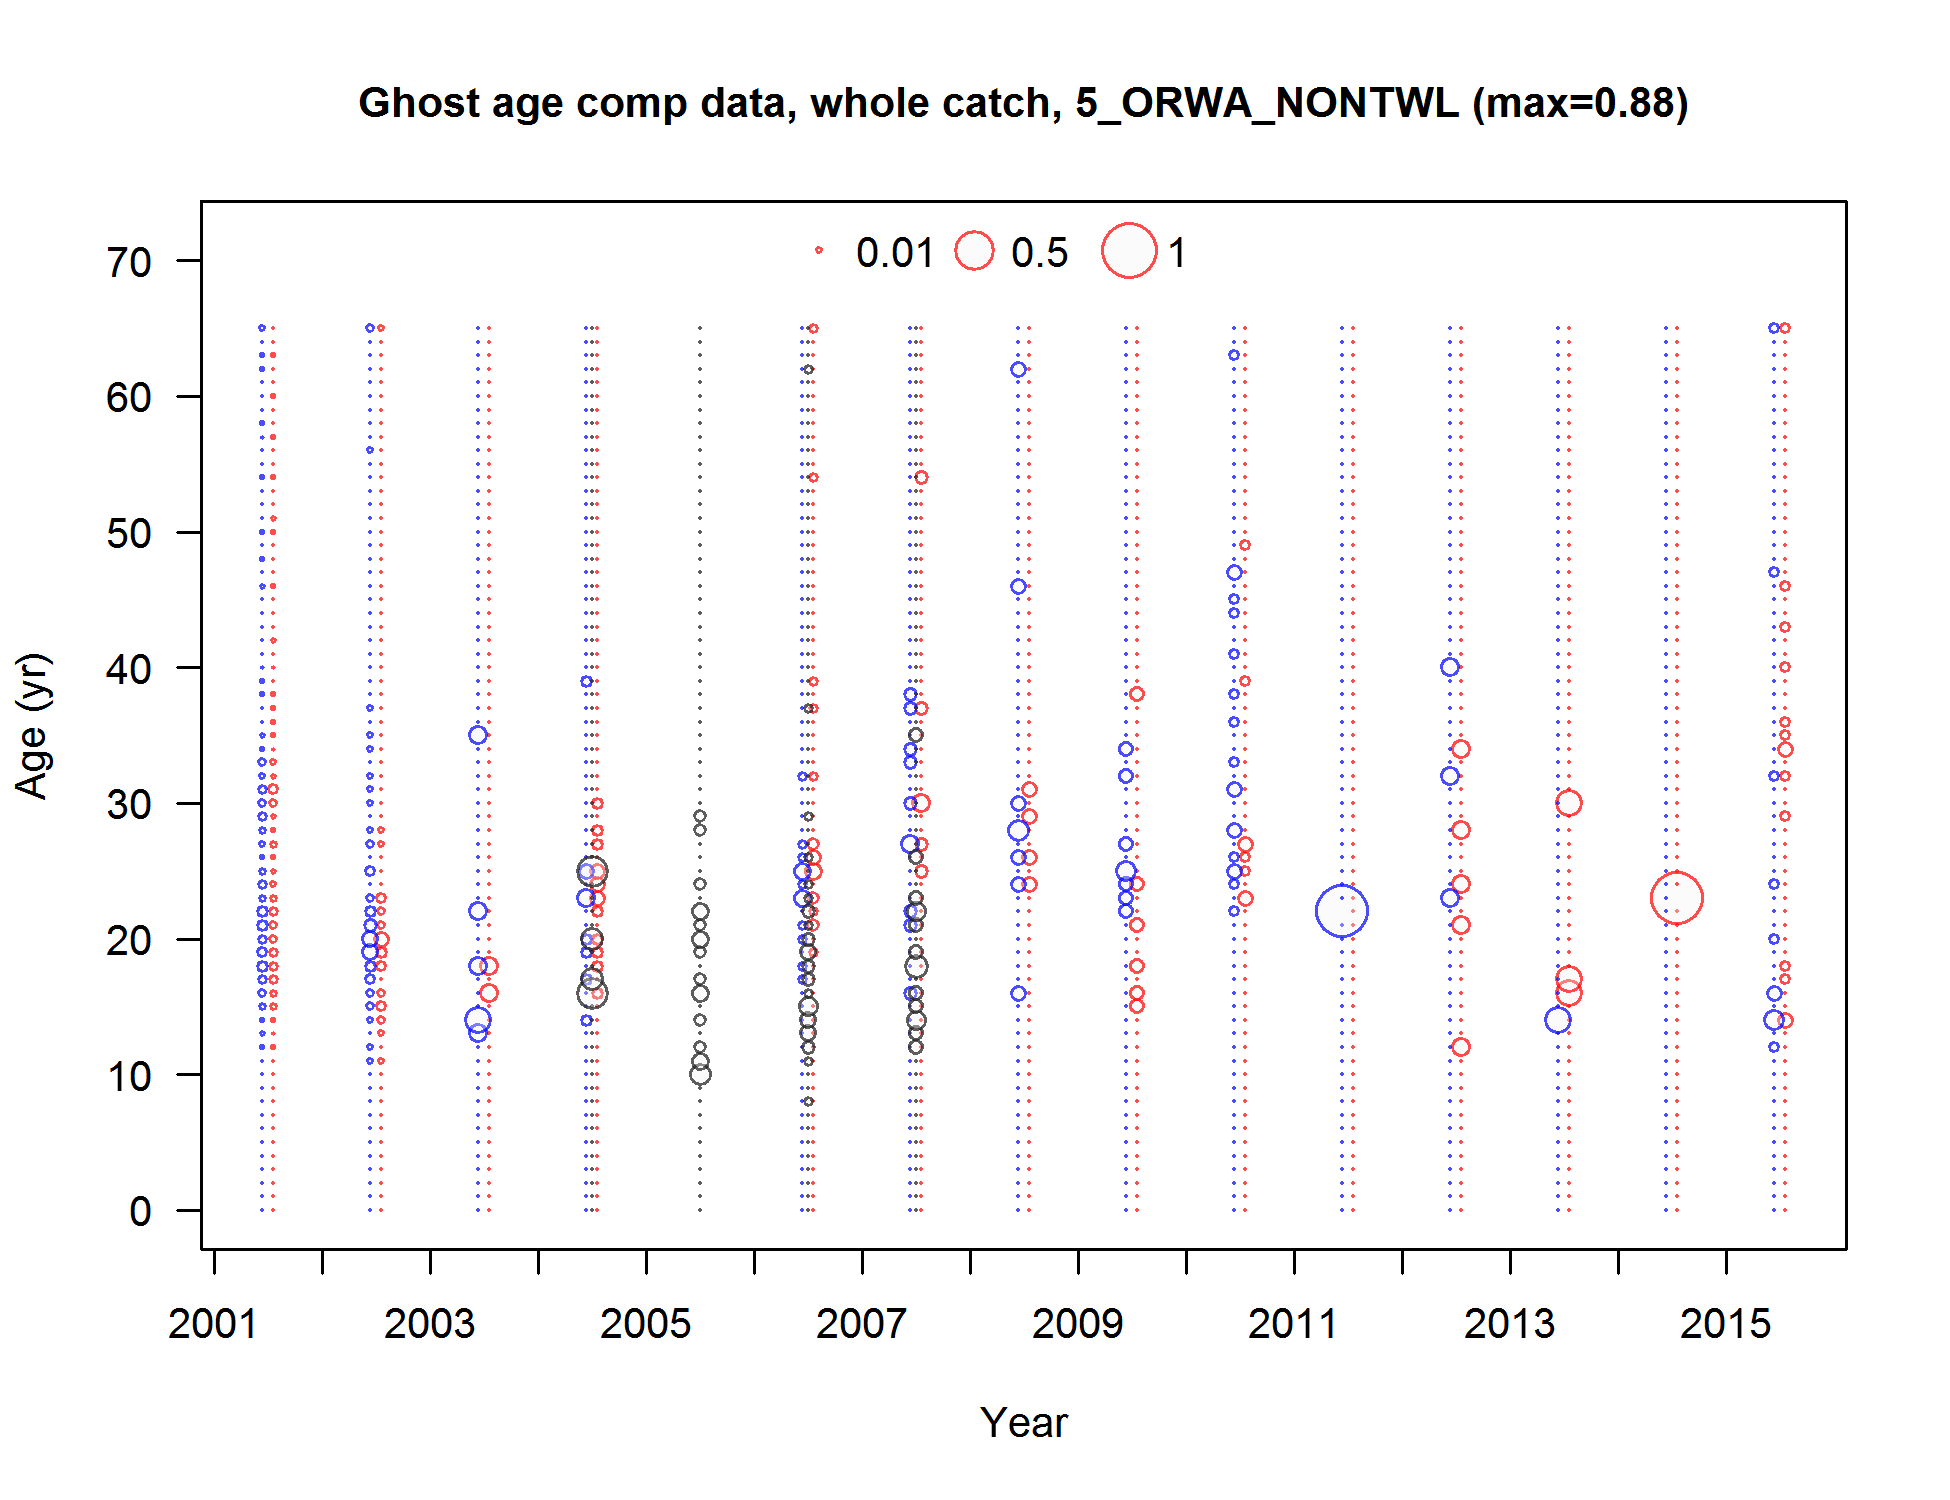 Ghost age comp data, whole catch, 5_ORWA_NONTWL (max=0.88)
0.01 0.5 1
70
60
50
40
30
20
10
0
Age (yr)
2001 2003 2005 2007 2009 2011 2013 2015
Year